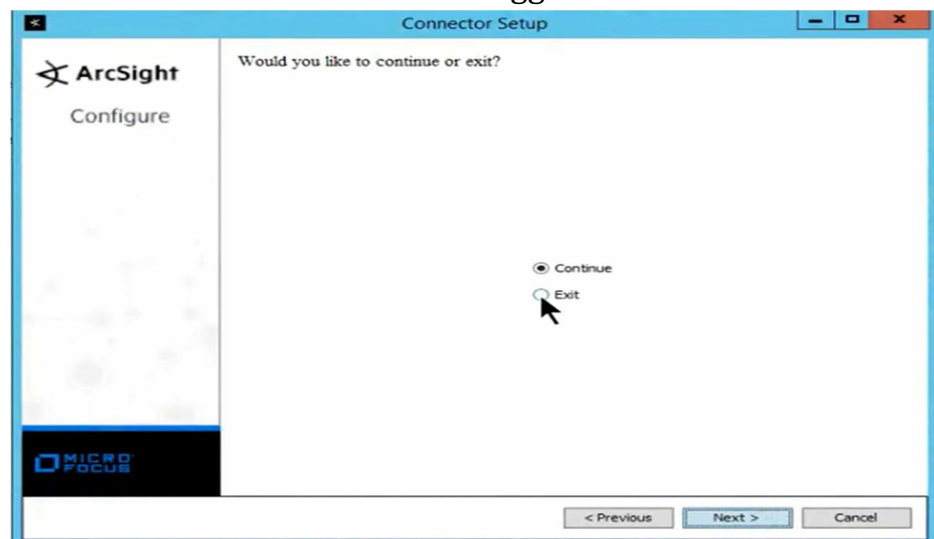 Connector Setup
ArcSight
Configure
Would you like to continue or exit?
Continue
Exit
MICRO
FOCUS
< Previous
Next >
Cancel